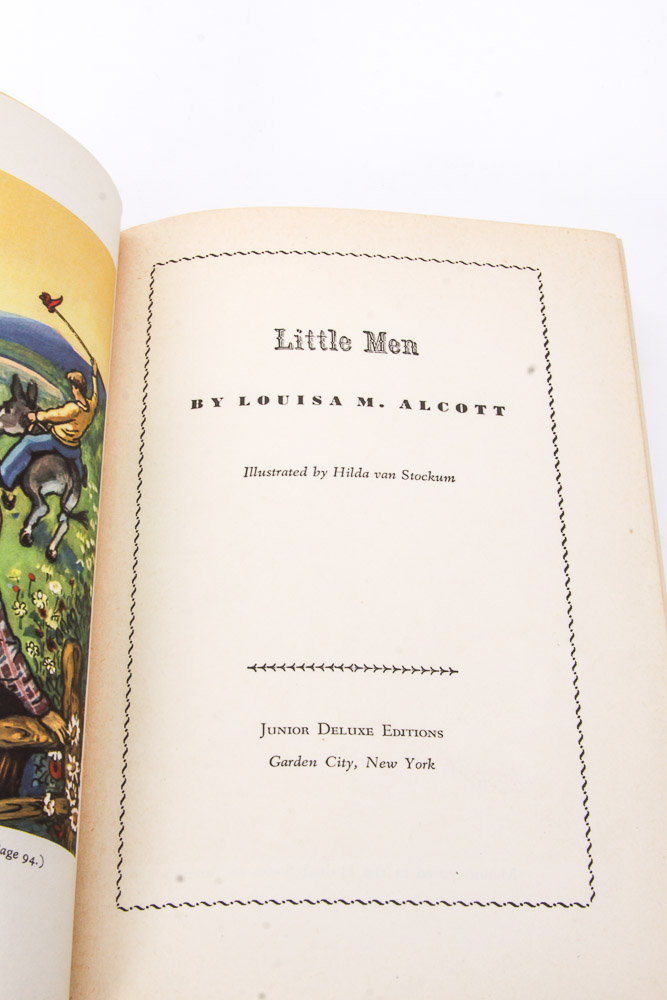 age 94.)
Little Men
BY LOUISA M. ALCOTT
Illustrated by Hilda van Stockum
JUNIOR DELUXE EDITIONS
Garden City, New York